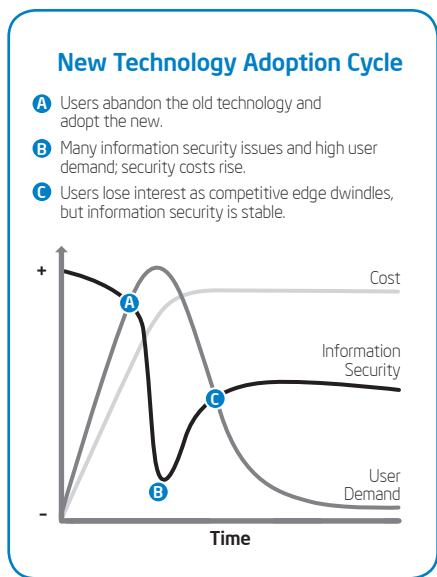 New Technology Adoption Cycle
A Users abandon the old technology and
adopt the new.
B Many information security issues and high user
demand; security costs rise.
C Users lose interest as competitive edge dwindles,
but information security is stable.
+
Cost
A
Information
Security
C
B
User
Demand
–
Time